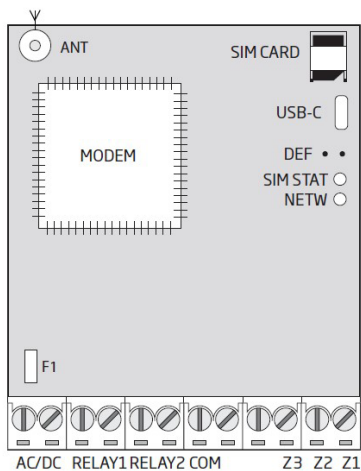 ANT
SIM CARD
USB-C
MODEM
DEF
SIM STAT
NETW
F1
AC/DC RELAY1 RELAY2 COM Z3 Z2 Z1